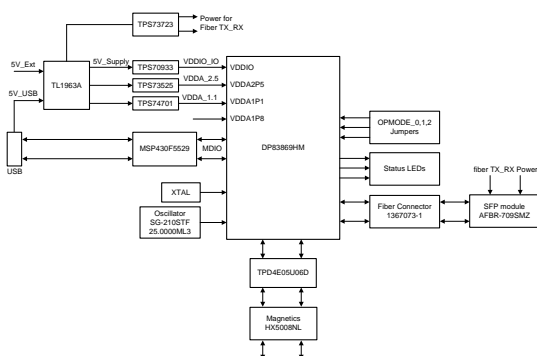 TPS73723
Power for
Fiber TX_RX
5V_Ext
5V_Supply
TPS70933
VDDIO_IO
VDDIO
TL1963A
TPS73525
VDDA_2.5
VDDA2P5
5V_USB
TPS74701
VDDA_1.1
VDDA1P1
VDDA1P8
OPMODE_0,1,2
Jumpers
USB
MSP430F5529
MDIO
DP83869HM
Status LEDs
fiber TX_RX Power
XTAL
Oscillator
SG-210STF
25.0000ML3
Fiber Connector
1367073-1
SFP module
AFBR-709SMZ
TPD4E05U06D
Magnetics
HX5008NL